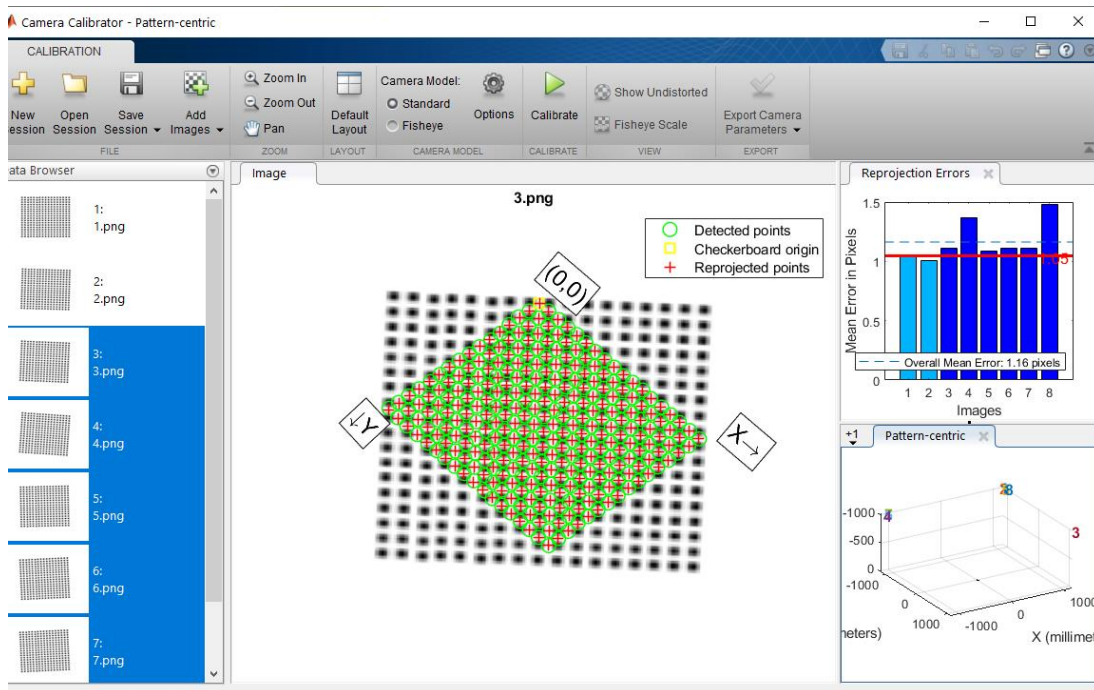 Camera Calibrator - Pattern-centric
CALIBRATION
New Session
Open Session
Save Session
Add Images
FILE
Zoom In
Zoom Out
Pan
ZOOM
Default Layout
LAYOUT
Camera Model:
Standard
Fisheye
CAMERA MODEL
Options
Calibrate
CALIBRATE
Show Undistorted
Fisheye Scale
VIEW
Export Camera Parameters
EXPORT
ata Browser
1:
1.png
2:
2.png
3:
3.png
4:
4.png
5:
5.png
6:
6.png
7:
7.png
Image
3.png
Detected points
Checkerboard origin
Reprojected points
(0,0)
←Y
X→
Reprojection Errors
Mean Error in Pixels
1.5
1
0.5
0
Overall Mean Error: 1.16 pixels
1 2 3 4 5 6 7 8
Images
+1
Pattern-centric
-1000
-500
0
-1000
0
1000
-1000
0
1000
4
8
3
neters)
X (millimet